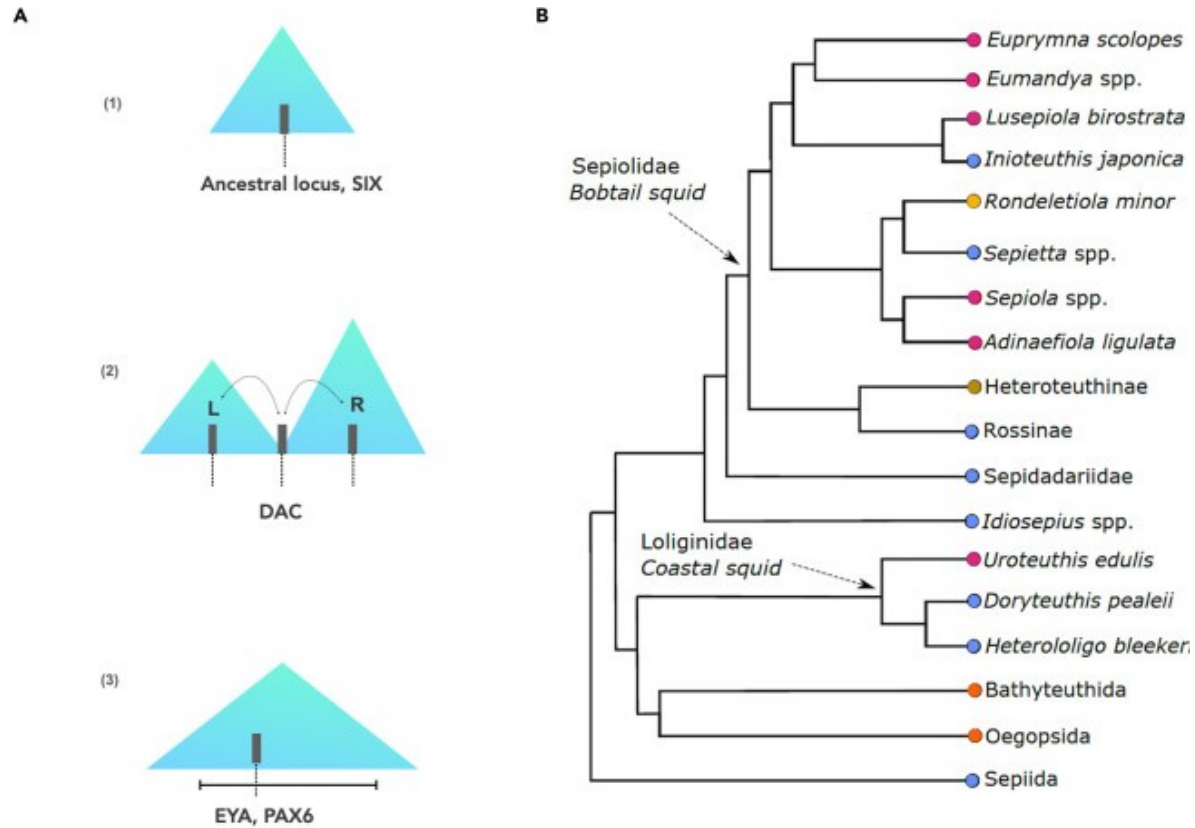 A
(1)
Ancestral locus, SIX
(2)
L
R
DAC
(3)
EYA, PAX6
B
Sepiolidae
Bobtail squid
Loliginidae
Coastal squid
Euprymna scolopes
Eumandya spp.
Lusepiola birostrata
Inioteuthis japonica
Rondeletiola minor
Sepietta spp.
Sepiola spp.
Adinaefiola ligulata
Heteroteuthinae
Rossinae
Sepidadariidae
Idiosepius spp.
Uroteuthis edulis
Doryteuthis pealeii
Heterololigo bleekeri
Bathyteuthida
Oegopsida
Sepiida